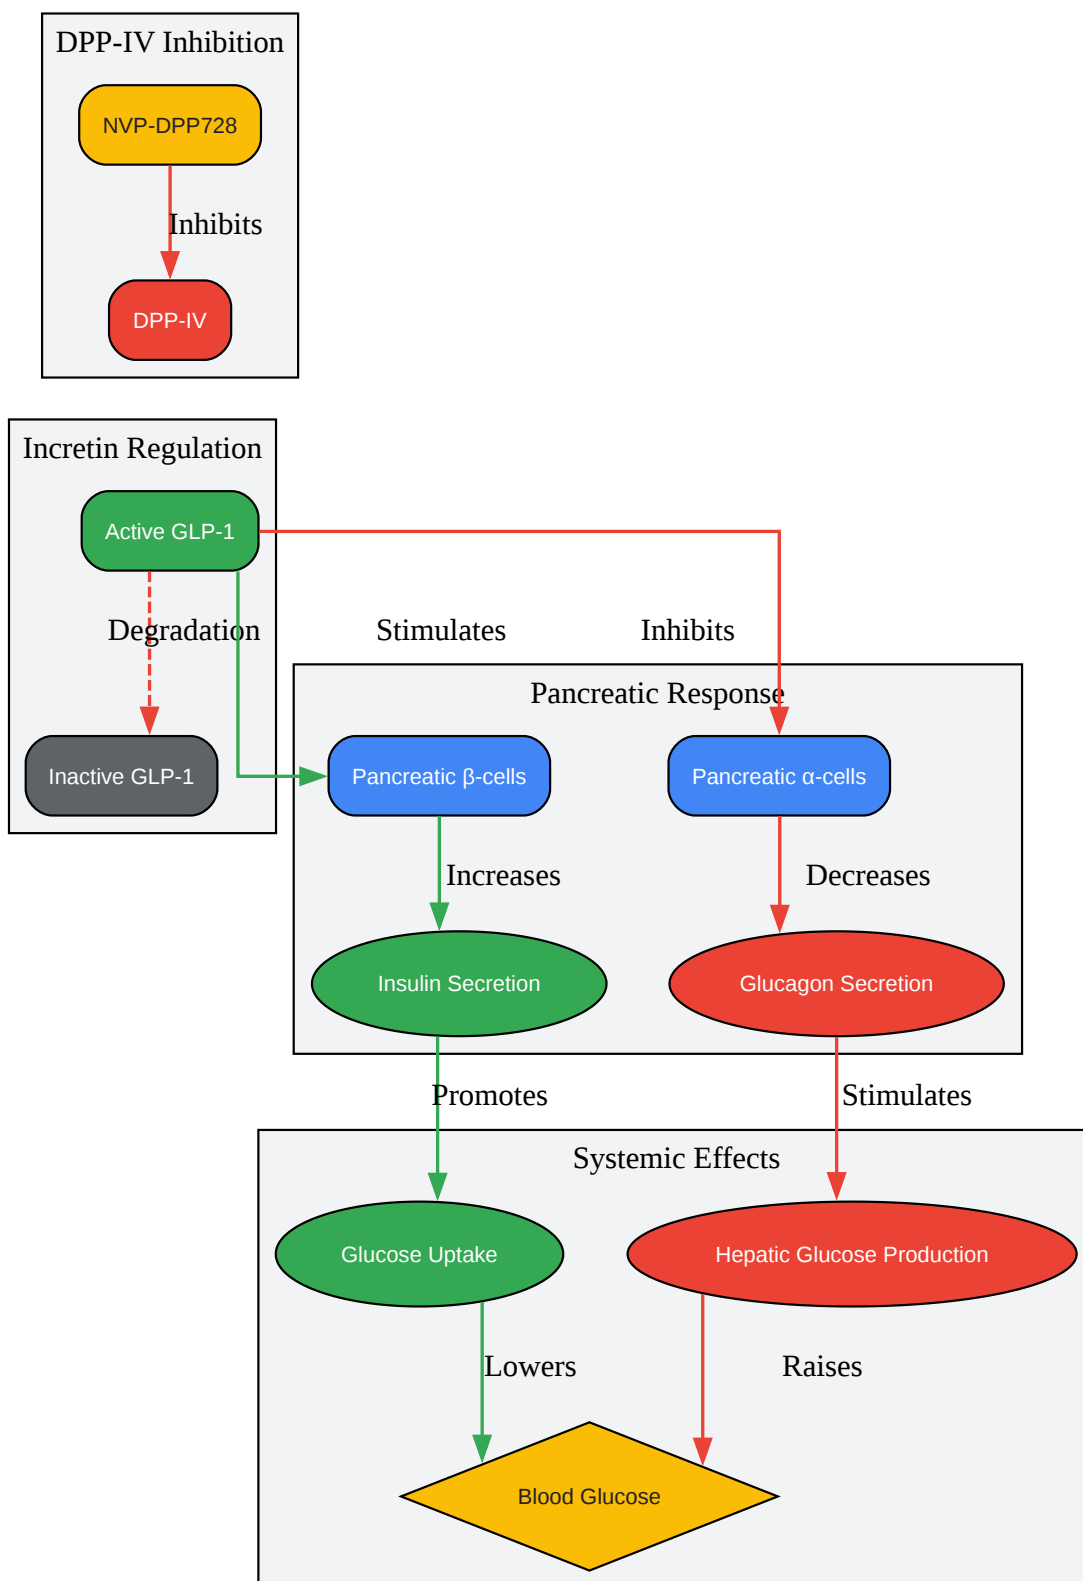 DPP-IV Inhibition
NVP-DPP728
Inhibits
DPP-IV
Incretin Regulation
Active GLP-1
Degradation
Stimulates
Inhibits
Pancreatic Response
Inactive GLP-1
Pancreatic β-cells
Pancreatic α-cells
Increases
Decreases
Insulin Secretion
Glucagon Secretion
Promotes
Stimulates
Systemic Effects
Glucose Uptake
Hepatic Glucose Production
Lowers
Raises
Blood Glucose